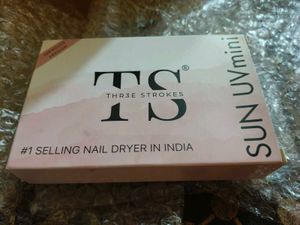 TS®
THR3E STROKES
#1 SELLING NAIL DRYER IN INDIA
SUN UVmini